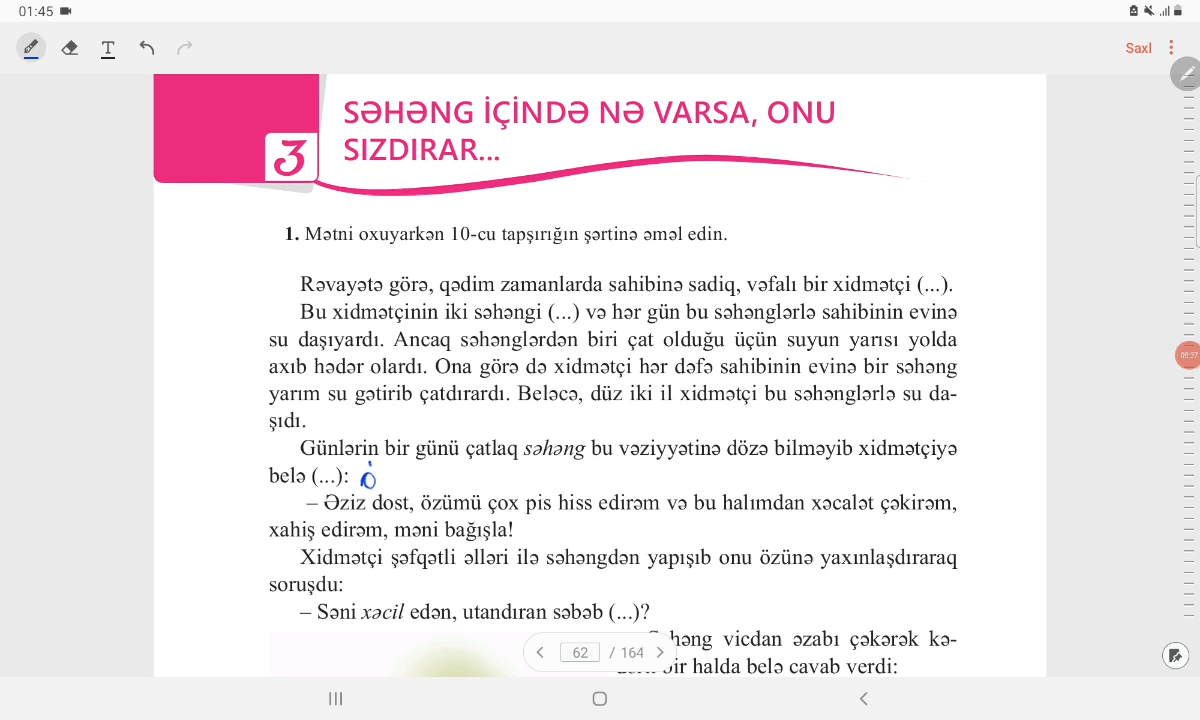 01:45
T
Saxl
3
SƏHƏNG İÇİNDƏ NƏ VARSA, ONU
SIZDIRAR...
1. Mətni oxuyarkən 10-cu tapşırığın şərtinə əməl edin.
Rəvayətə görə, qədim zamanlarda sahibinə sadiq, vəfalı bir xidmətçi (...).
Bu xidmətçinin iki səhəngi (...) və hər gün bu səhənglərlə sahibinin evinə
su daşıyardı. Ancaq səhənglərdən biri çat olduğu üçün suyun yarısı yolda
axıb hədər olardı. Ona görə də xidmətçi hər dəfə sahibinin evinə bir səhəng
yarım su gətirib çatdırardı. Beləcə, düz iki il xidmətçi bu səhənglərlə su da-
şıdı.
Günlərin bir günü çatlaq səhəng bu vəziyyətinə dözə bilməyib xidmətçiyə
belə (...):
– Əziz dost, özümü çox pis hiss edirəm və bu halımdan xəcalət çəkirəm,
xahiş edirəm, məni bağışla!
Xidmətçi şəfqətli əlləri ilə səhəngdən yapışıb onu özünə yaxınlaşdıraraq
soruşdu:
– Səni xəcil edən, utandıran səbəb (...)?
vicdan əzabı çəkərək kə-
bir halda belə cavab verdi:
62 / 164